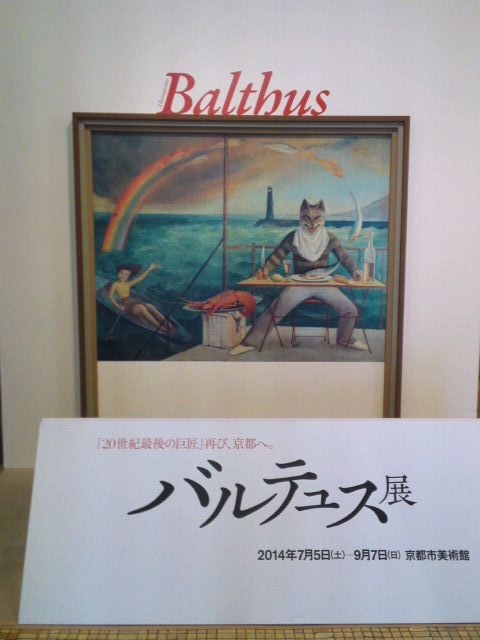 Balthus
「20世紀最後の巨匠」再び、京都へ。
バルテュス展
2014年7月5日(土)―9月7日(日) 京都市美術館